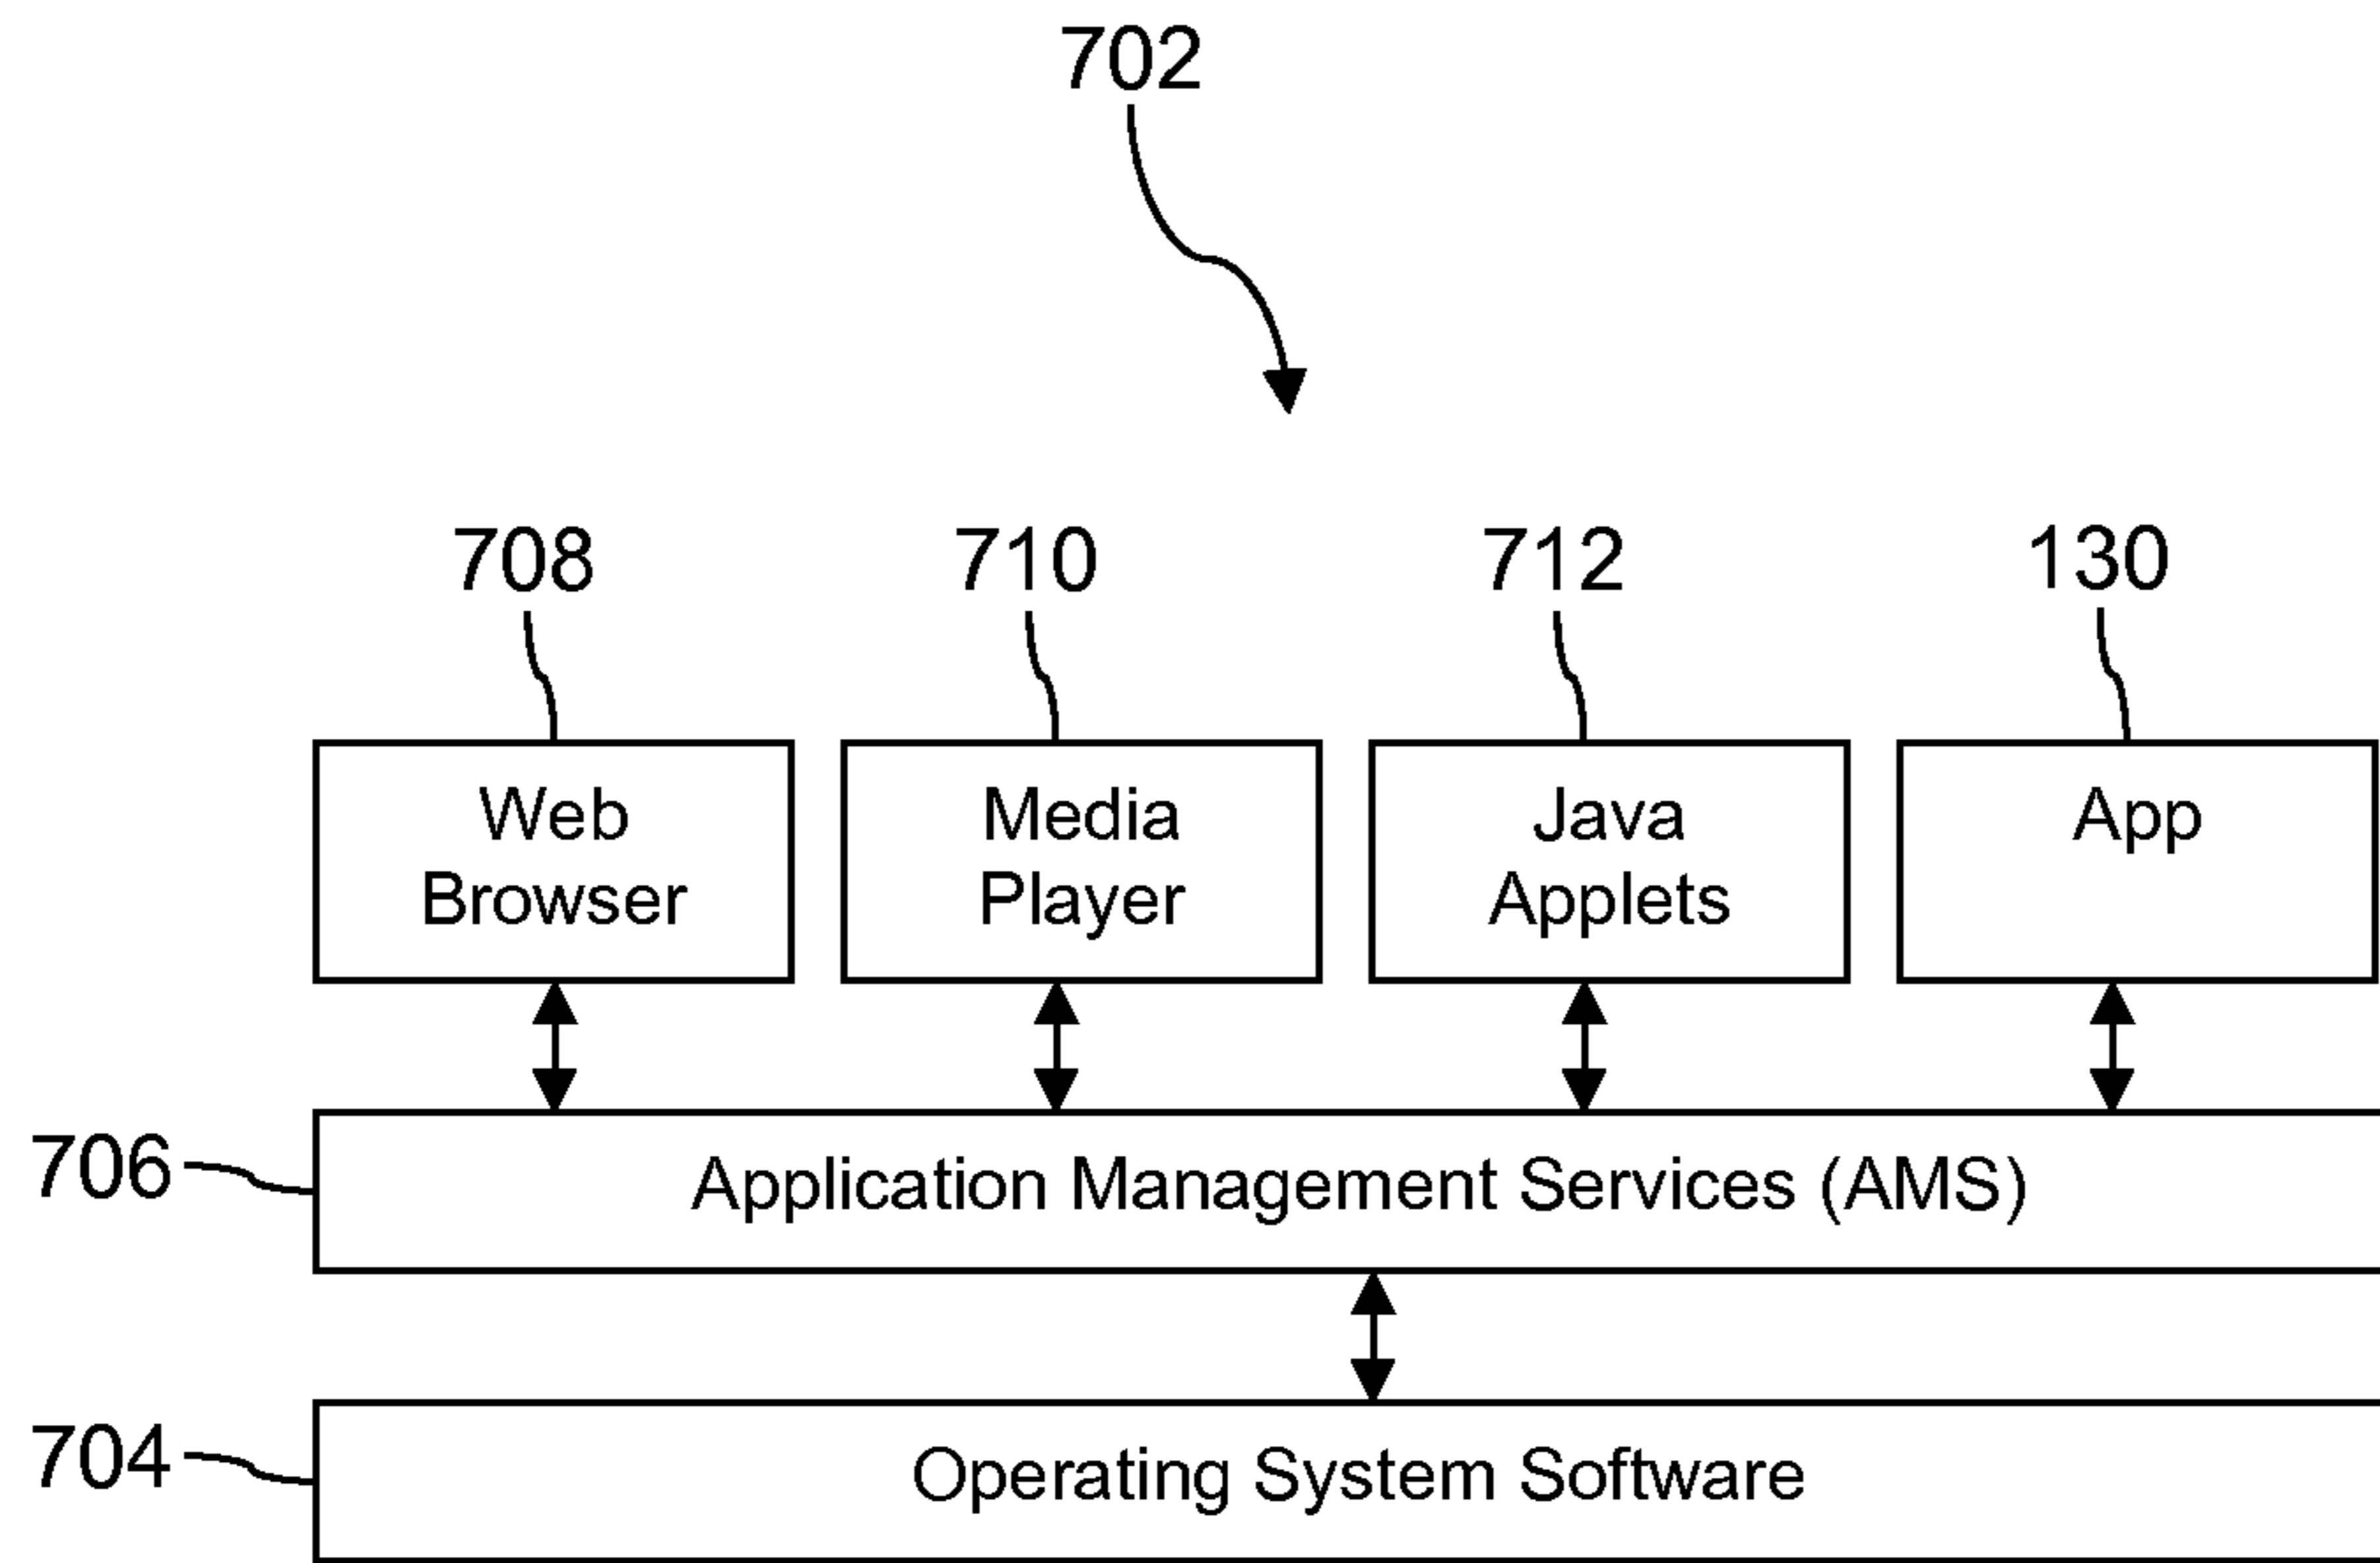 702
708
710
712
130
Web
Browser
Media
Player
Java
Applets
App
706
Application Management Services (AMS)
704
Operating System Software